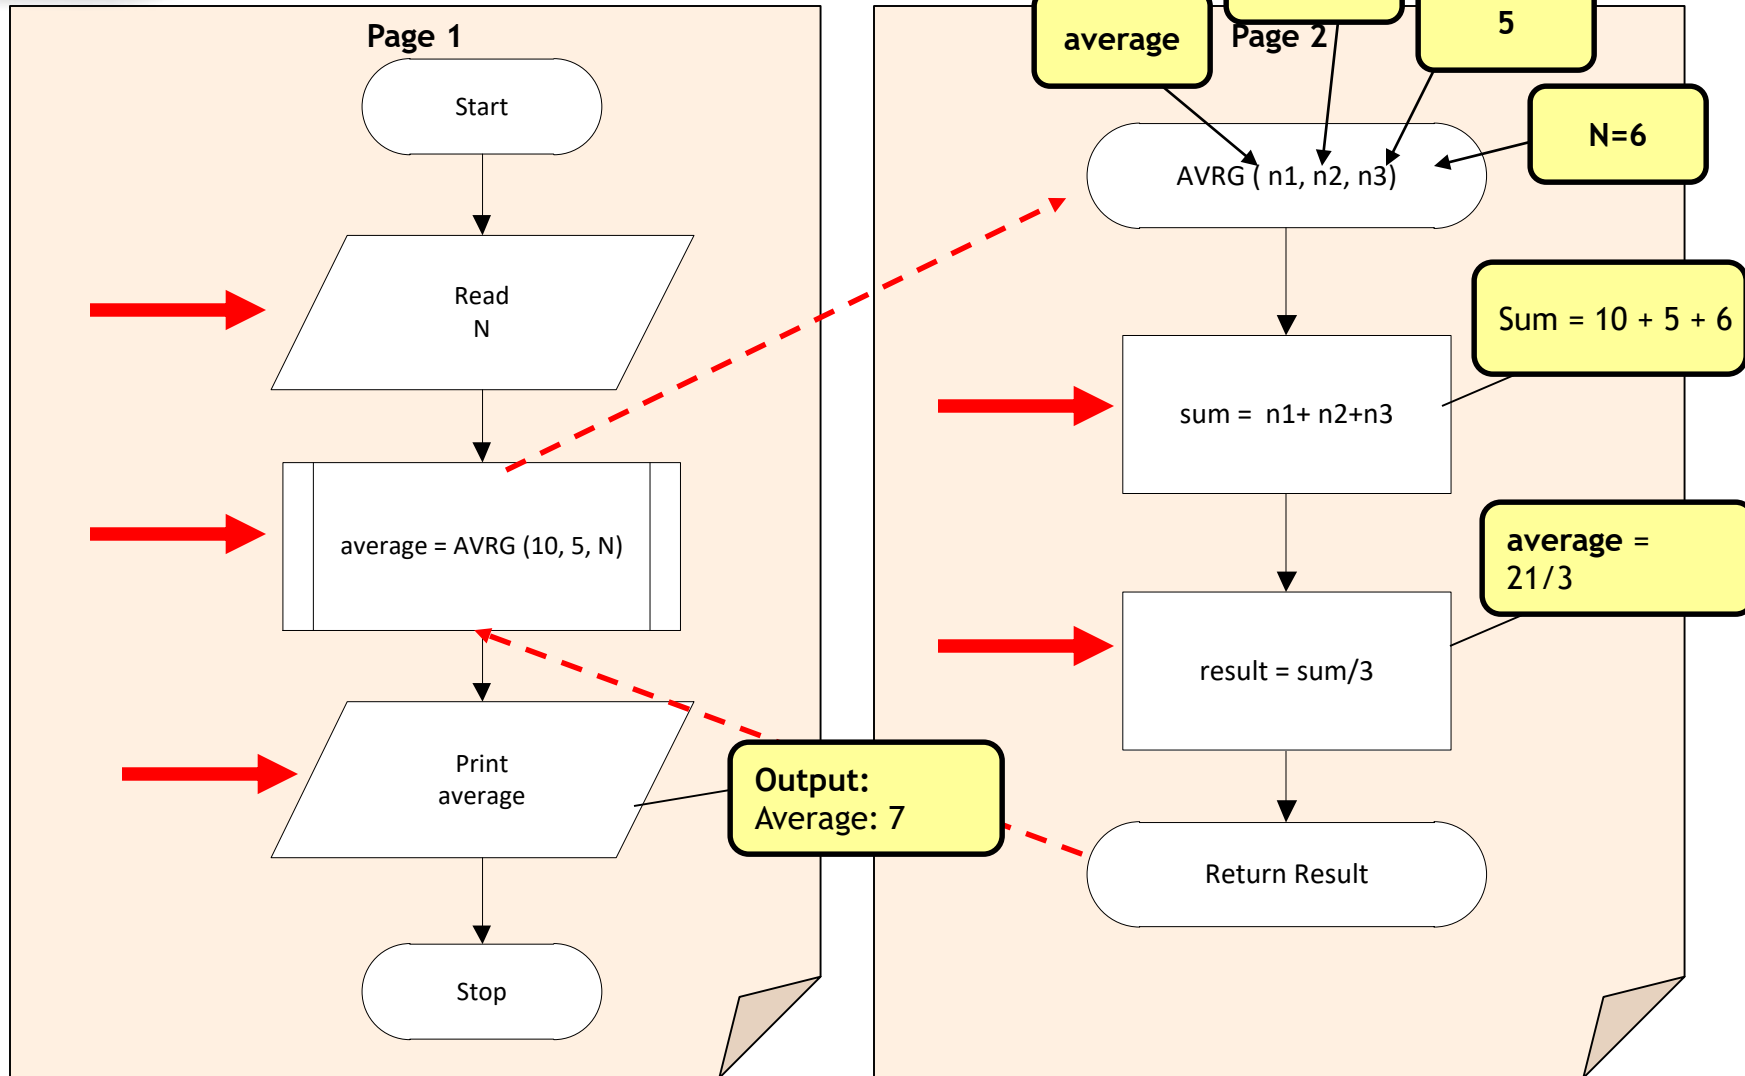 Page 1
Start
Read
N
average = AVRG (10, 5, N)
Print
average
Output:
Average: 7
Stop
average
Page 2
5
N=6
AVRG ( n1, n2, n3)
Sum = 10 + 5 + 6
sum =  n1+ n2+n3
average =
21/3
result = sum/3
Return Result